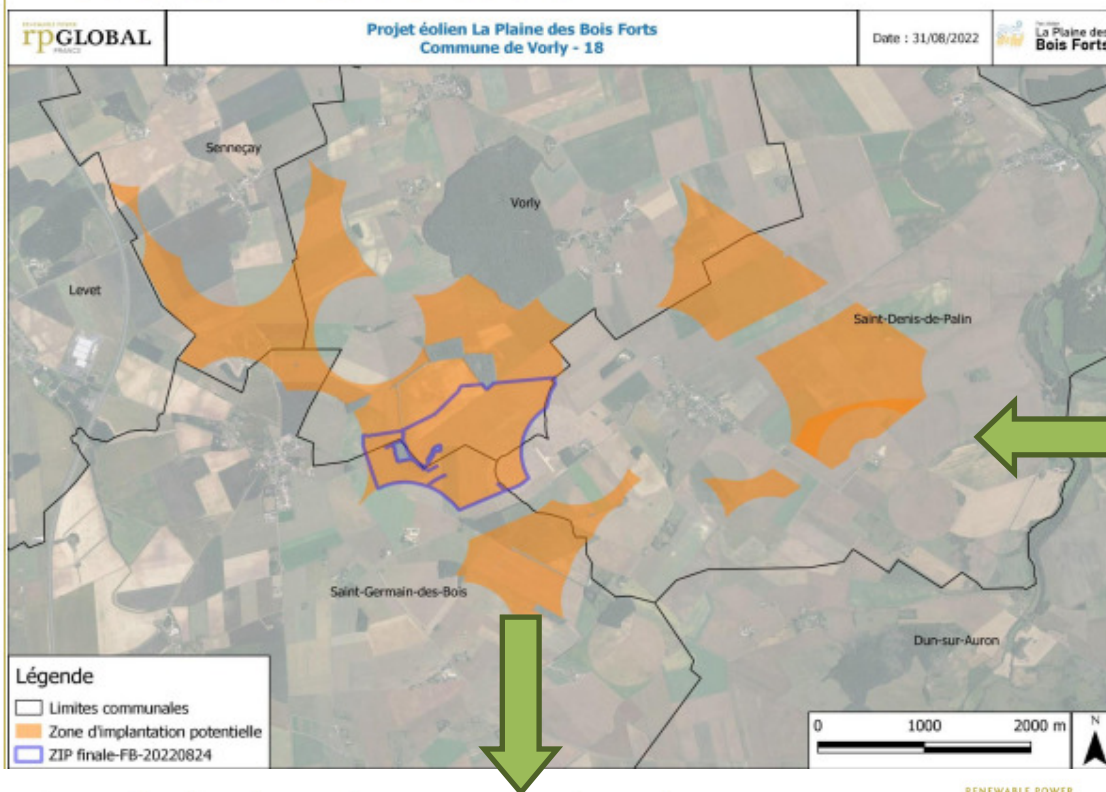 RENEWABLE POWER
rpGLOBAL
FRANCE
Projet éolien La Plaine des Bois Forts
Commune de Vorly - 18
Date : 31/08/2022
La Plaine des
Bois Forts
Senneçay
Vorly
Levet
Saint-Denis-de-Palin
Saint-Germain-des-Bois
Dun-sur-Auron
Légende
Limites communales
Zone d'implantation potentielle
ZIP finale-FB-20220824
0 1000 2000 m
N
RENEWABLE POWER